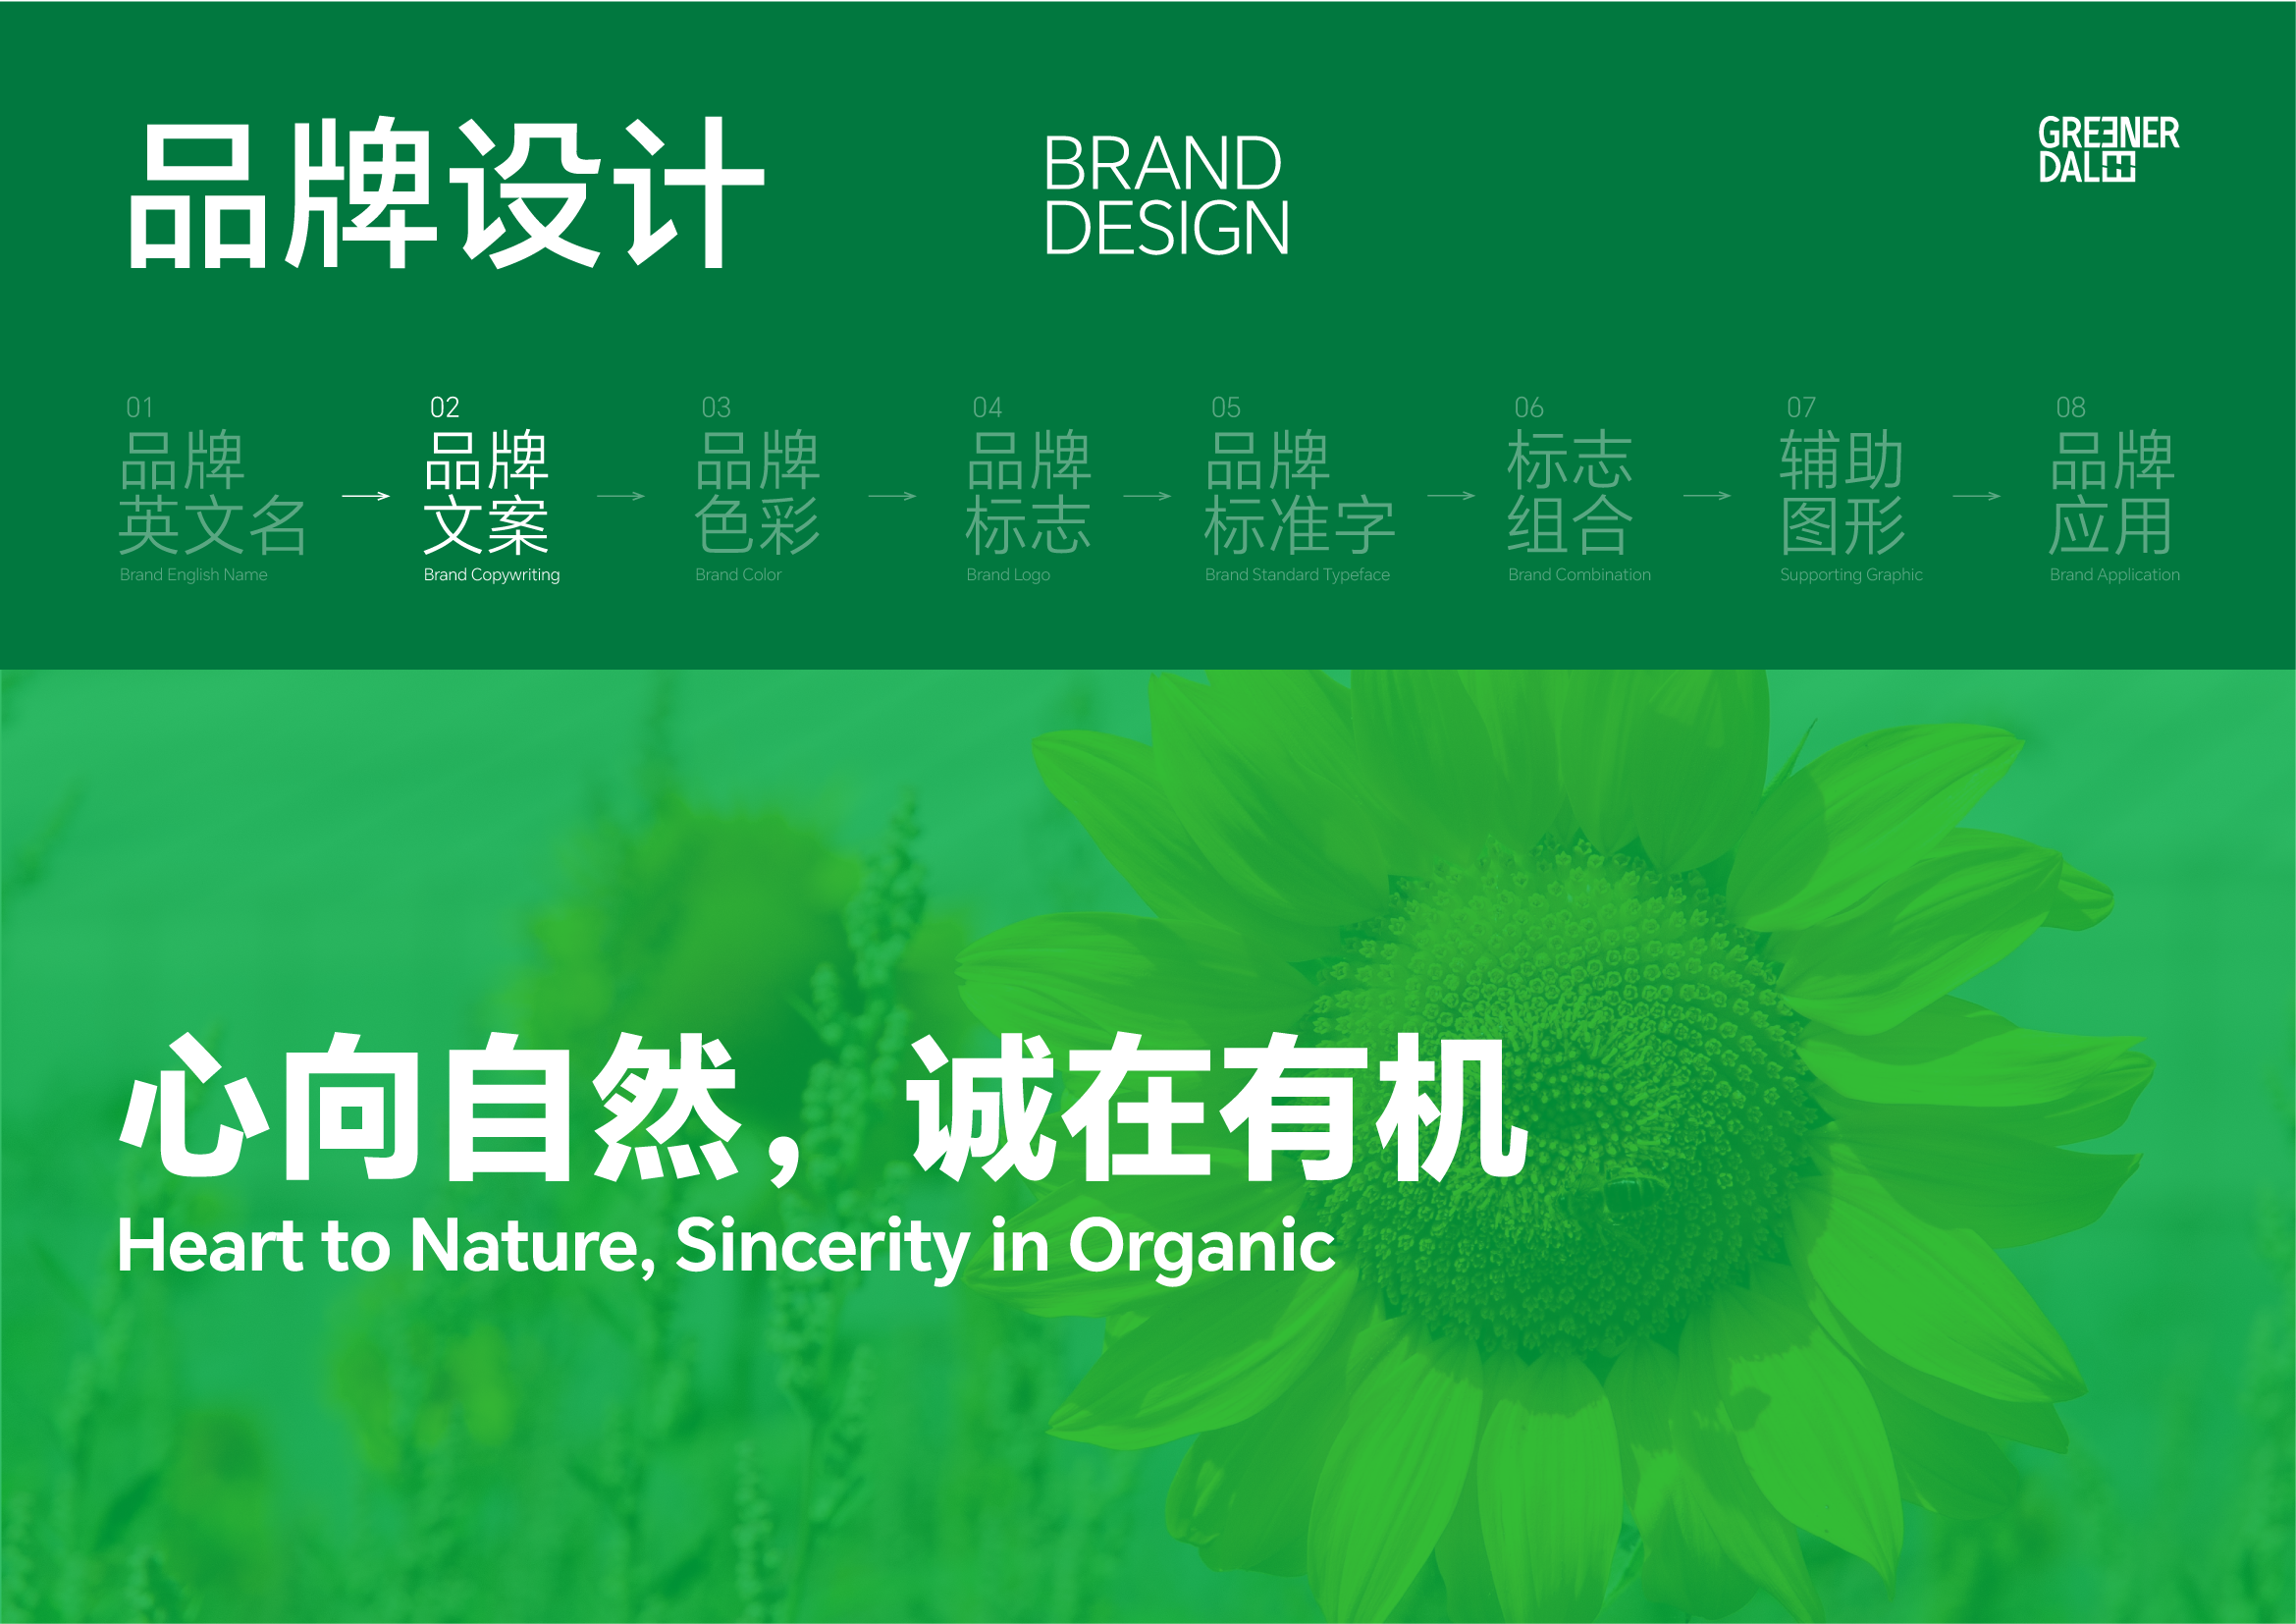 品牌设计
BRAND
DESIGN
GREENER
DALE
01
品牌
英文名
Brand English Name
02
品牌
文案
Brand Copywriting
03
品牌
色彩
Brand Color
04
品牌
标志
Brand Logo
05
品牌
标准字
Brand Standard Typeface
06
标志
组合
Brand Combination
07
辅助
图形
Supporting Graphic
08
品牌
应用
Brand Application
心向自然，诚在有机
Heart to Nature, Sincerity in Organic